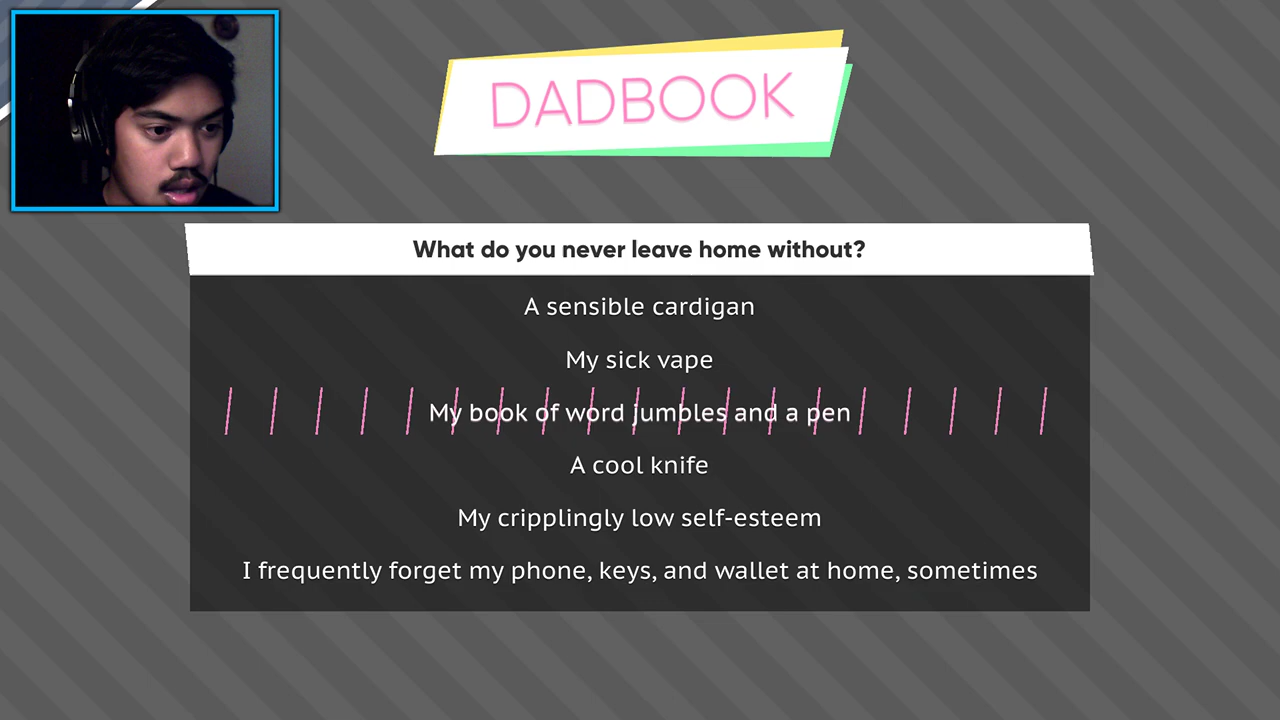 DADBOOK
What do you never leave home without?
A sensible cardigan
My sick vape
My book of word jumbles and a pen
A cool knife
My cripplingly low self-esteem
I frequently forget my phone, keys, and wallet at home, sometimes